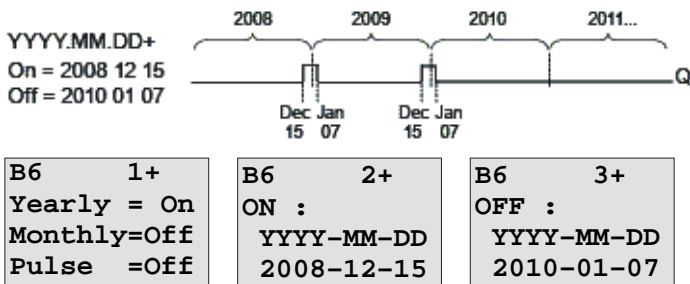 2008 2009 2010 2011...
YYYY.MM.DD+
On = 2008 12 15
Off = 2010 01 07
Q
Dec Jan Dec Jan
15 07 15 07
B6 1+
Yearly = On
Monthly=Off
Pulse =Off
B6 2+
ON :
YYYY-MM-DD
2008-12-15
B6 3+
OFF :
YYYY-MM-DD
2010-01-07